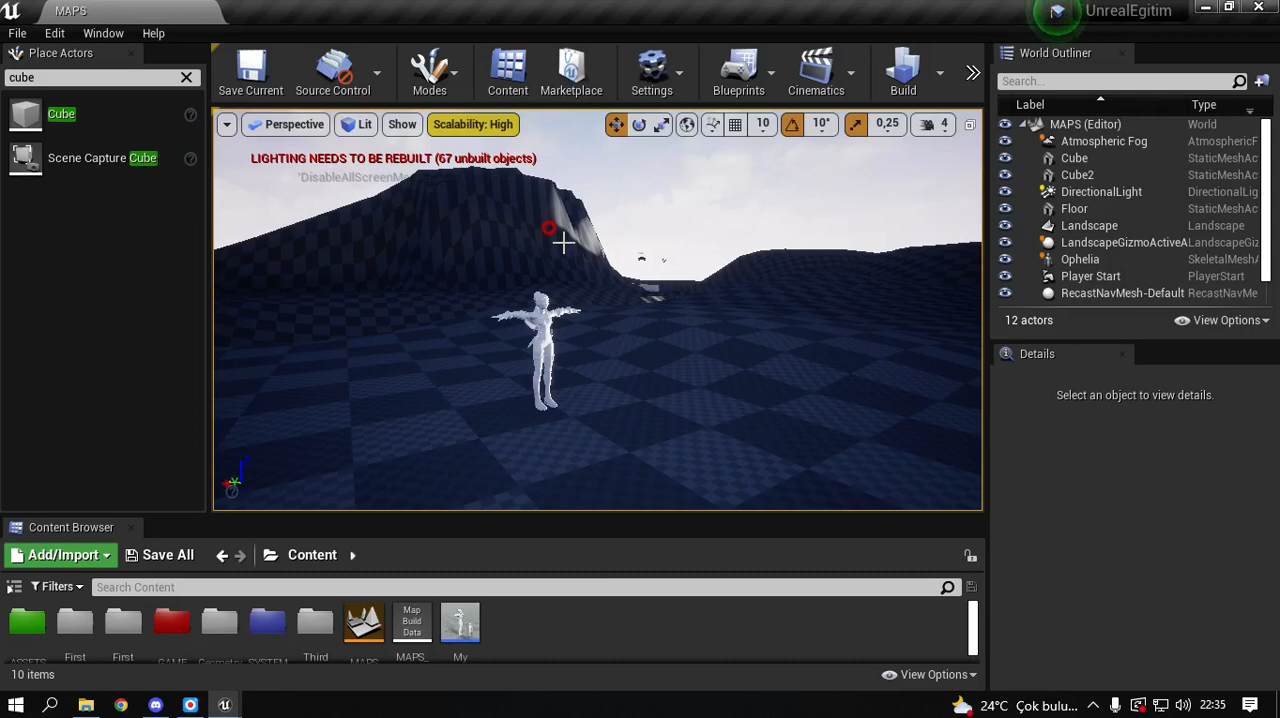 MAPS
UnrealEgitim
File Edit Window Help
Place Actors
cube
Cube
Scene Capture Cube
Save Current
Source Control
Modes
Content
Marketplace
Settings
Blueprints
Cinematics
Build
Perspective
Lit
Show
Scalability: High
10
10°
0,25
4
LIGHTING NEEDS TO BE REBUILT (67 unbuilt objects)
'DisableAllScreenMe
World Outliner
Search...
Label Type
MAPS (Editor) World
Atmospheric Fog AtmosphericF
Cube StaticMeshAc
Cube2 StaticMeshAc
DirectionalLight DirectionalLig
Floor StaticMeshAc
Landscape Landscape
LandscapeGizmoActiveA LandscapeGiz
Ophelia SkeletalMeshA
Player Start PlayerStart
RecastNavMesh-Default RecastNavMe
12 actors
View Options
Details
Select an object to view details.
Content Browser
Add/Import
Save All
Content
Filters
Search Content
Map
Build
Data
ASSETS
First
First
GAME
Geometry
SYSTEM
Third
MAPS
MAPS_
My
10 items
View Options
24°C Çok bulu...
22:35